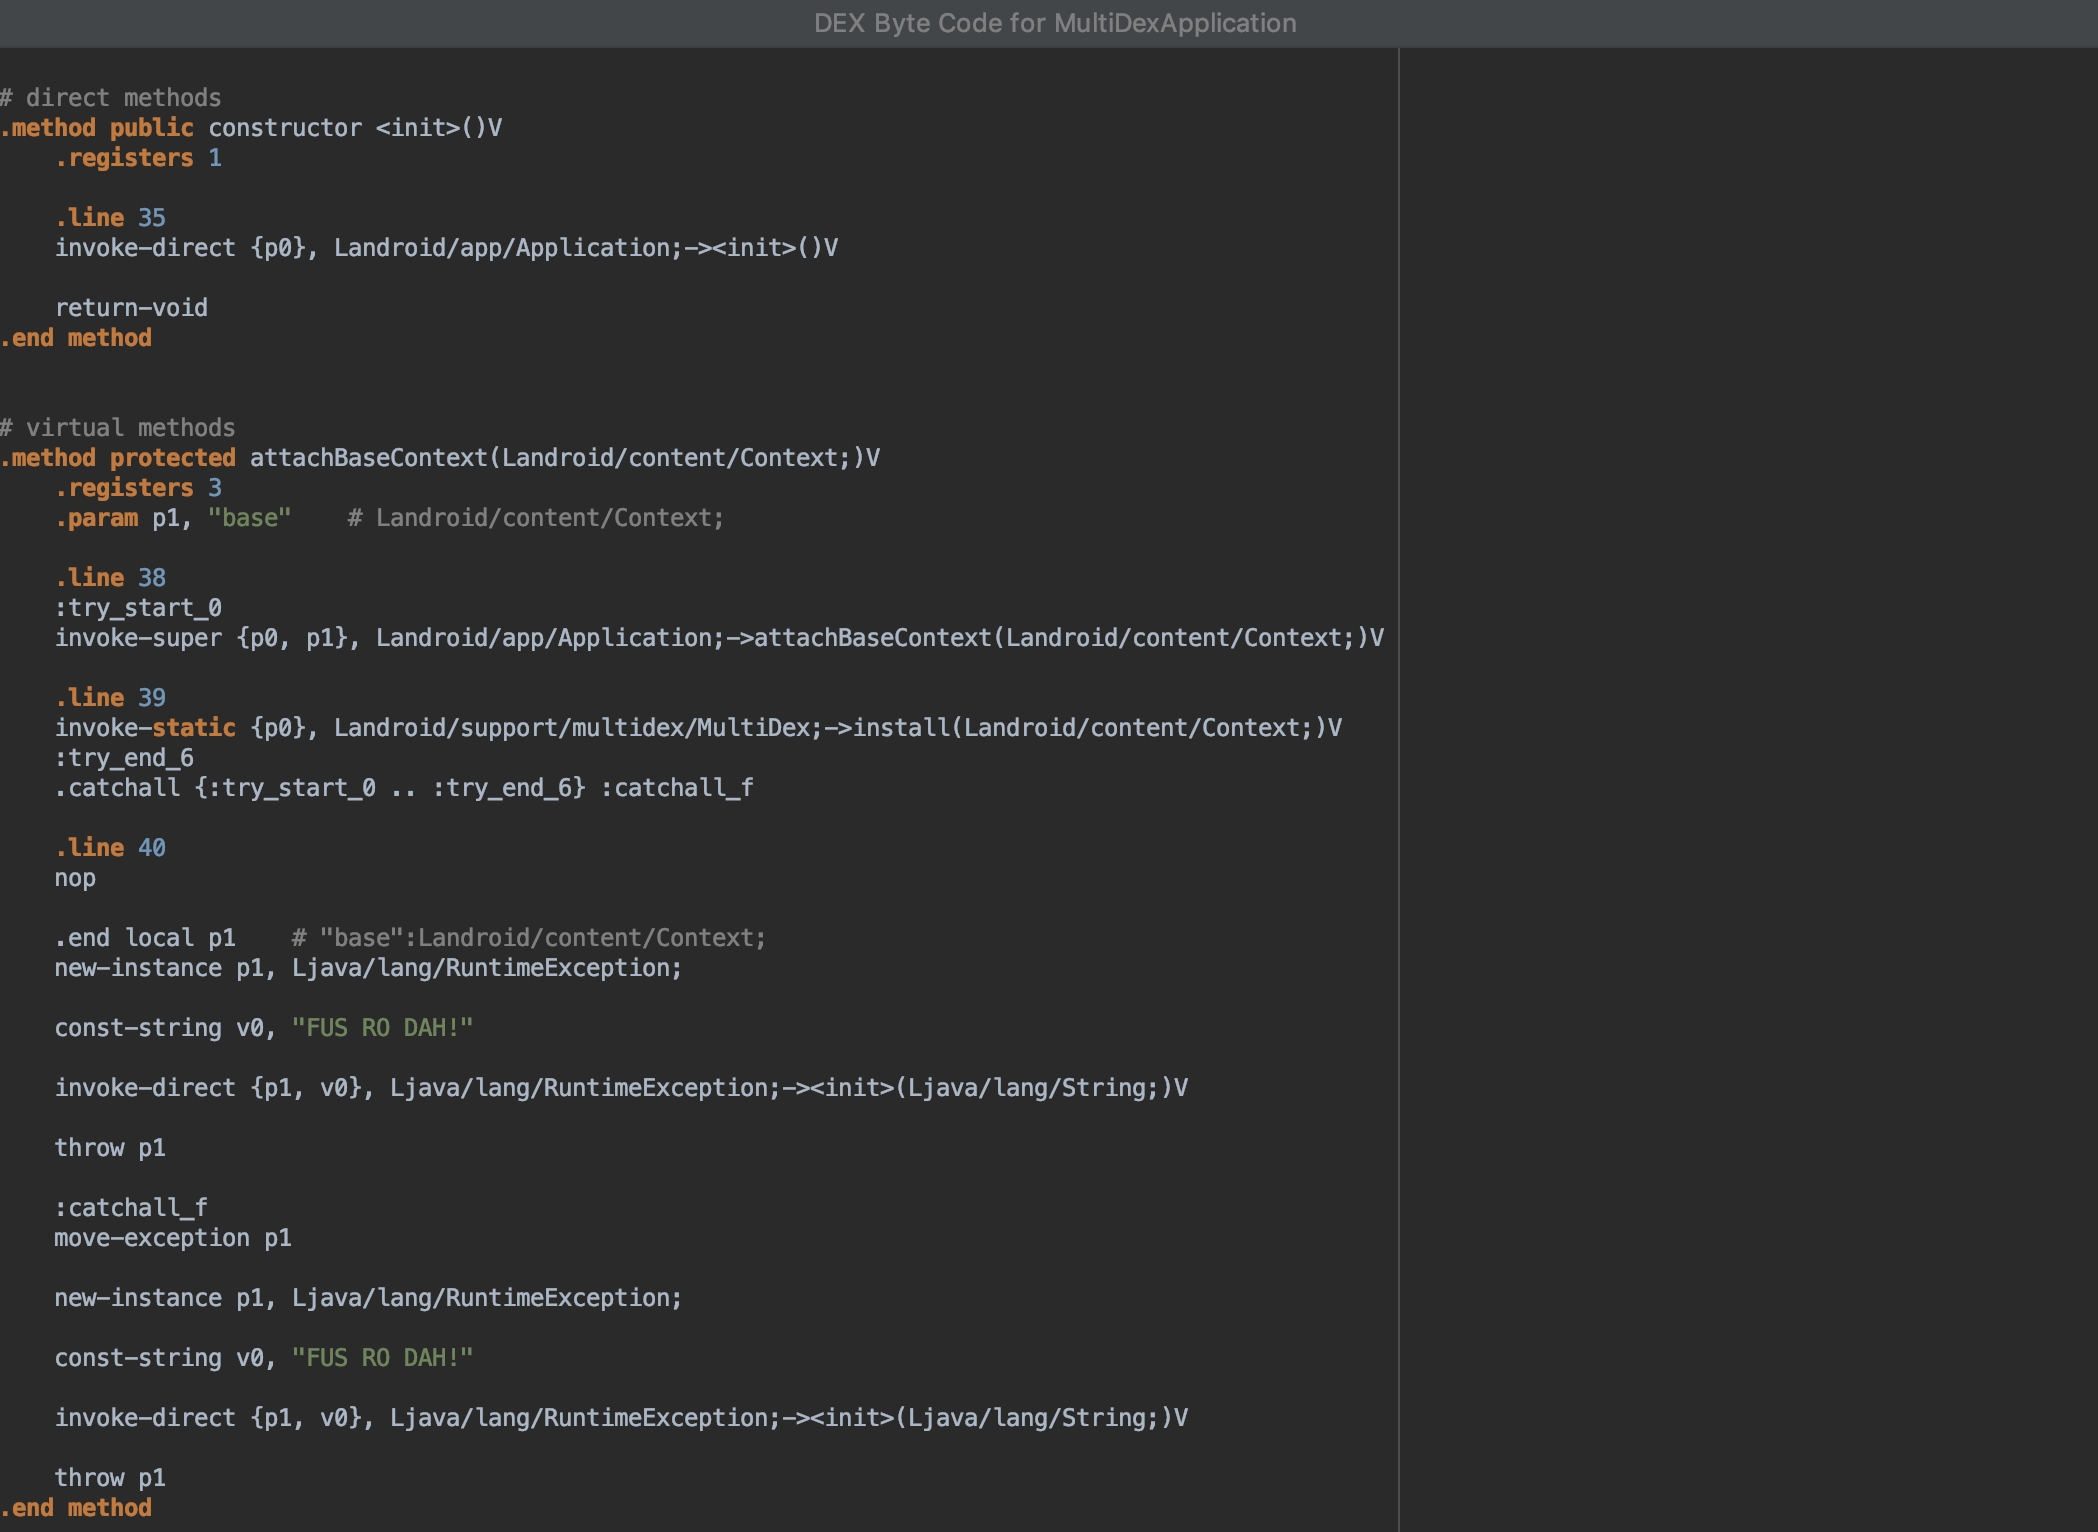 DEX Byte Code for MultiDexApplication
# direct methods
.method public constructor <init>()V
.registers 1
.line 35
invoke-direct {p0}, Landroid/app/Application;-><init>()V
return-void
.end method
# virtual methods
.method protected attachBaseContext(Landroid/content/Context;)V
.registers 3
.param p1, "base"    # Landroid/content/Context;
.line 38
:try_start_0
invoke-super {p0, p1}, Landroid/app/Application;->attachBaseContext(Landroid/content/Context;)V
.line 39
invoke-static {p0}, Landroid/support/multidex/MultiDex;->install(Landroid/content/Context;)V
:try_end_6
.catchall {:try_start_0 .. :try_end_6} :catchall_f
.line 40
nop
.end local p1    # "base":Landroid/content/Context;
new-instance p1, Ljava/lang/RuntimeException;
const-string v0, "FUS RO DAH!"
invoke-direct {p1, v0}, Ljava/lang/RuntimeException;-><init>(Ljava/lang/String;)V
throw p1
:catchall_f
move-exception p1
new-instance p1, Ljava/lang/RuntimeException;
const-string v0, "FUS RO DAH!"
invoke-direct {p1, v0}, Ljava/lang/RuntimeException;-><init>(Ljava/lang/String;)V
throw p1
.end method